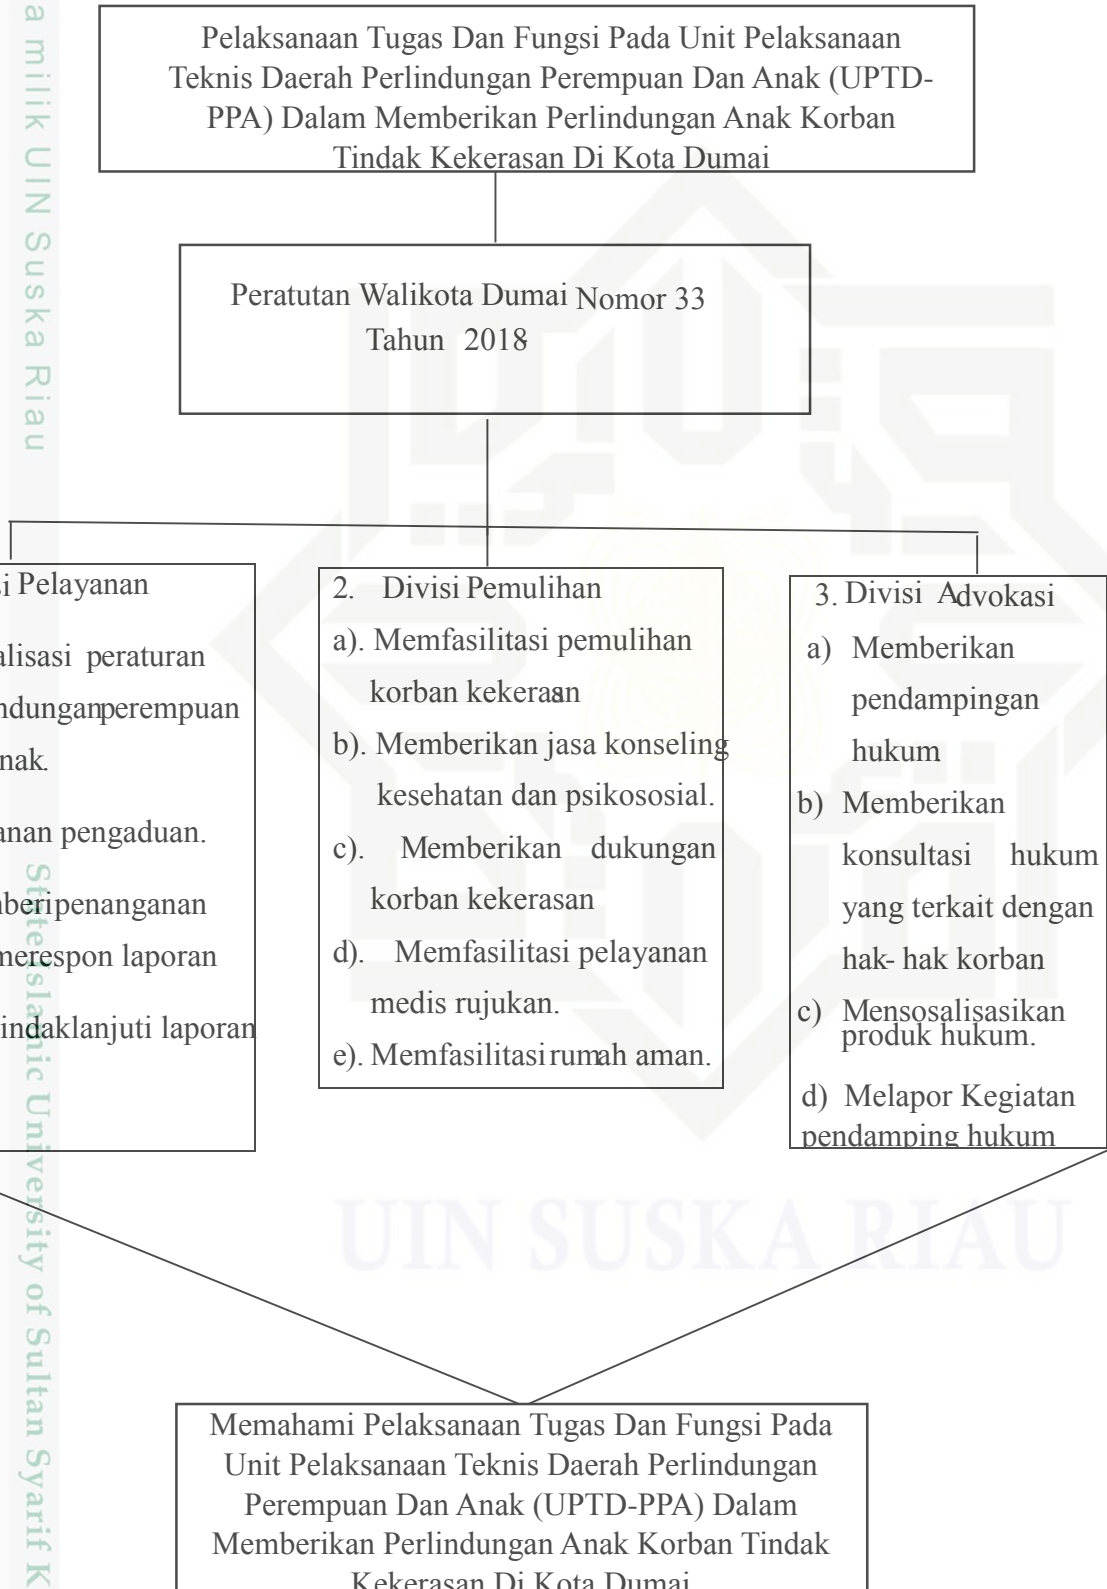 Pelaksanaan Tugas Dan Fungsi Pada Unit Pelaksanaan
Teknis Daerah Perlindungan Perempuan Dan Anak (UPTD-
PPA) Dalam Memberikan Perlindungan Anak Korban
Tindak Kekerasan Di Kota Dumai
Peratutan Walikota Dumai Nomor 33
Tahun 2018
si Pelayanan
alisasi peraturan
ndungan perempuan
nak.
anan pengaduan.
nberi penanganan
merespon laporan
indaklanjuti laporan
2. Divisi Pemulihan
a). Memfasilitasi pemulihan
korban kekerasan
b). Memberikan jasa konseling
kesehatan dan psikososial.
c). Memberikan dukungan
korban kekerasan
d). Memfasilitasi pelayanan
medis rujukan.
e). Memfasilitasi rumah aman.
3. Divisi Advokasi
a) Memberikan
pendampingan
hukum
b) Memberikan
konsultasi hukum
yang terkait dengan
hak- hak korban
c) Mensosalisasikan
produk hukum.
d) Melapor Kegiatan
pendamping hukum
Memahami Pelaksanaan Tugas Dan Fungsi Pada
Unit Pelaksanaan Teknis Daerah Perlindungan
Perempuan Dan Anak (UPTD-PPA) Dalam
Memberikan Perlindungan Anak Korban Tindak
Kekerasan Di Kota Dumai
a milik UIN Suska Riau
State Islamic University of Sultan Syarif K
UIN SUSKA RIAU